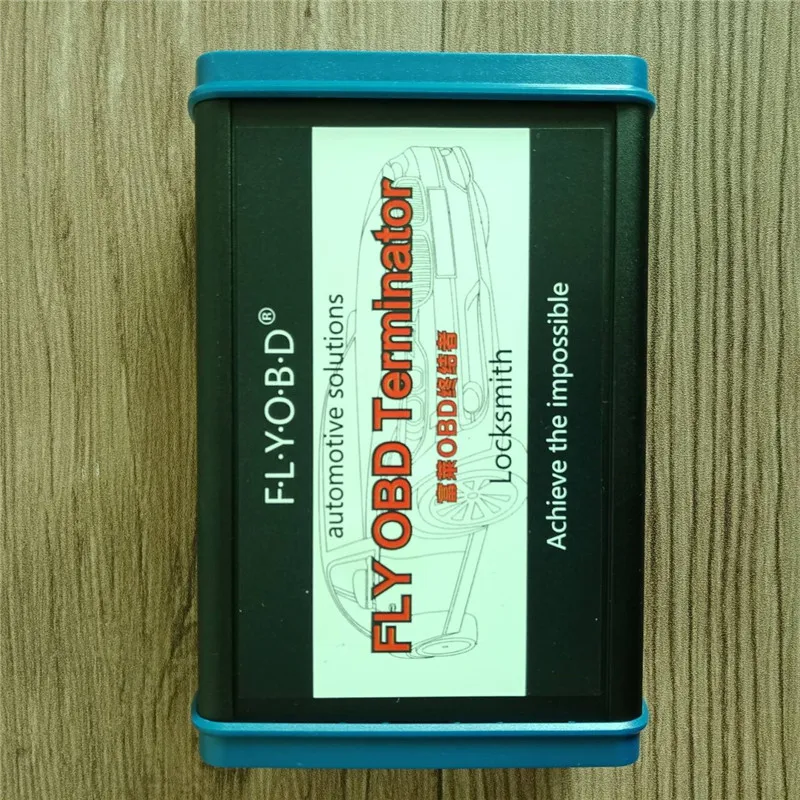 F·L·Y·O·B·D®
automotive solutions
FLY OBD Terminator
富莱OBD终结者
Locksmith
Achieve the impossible